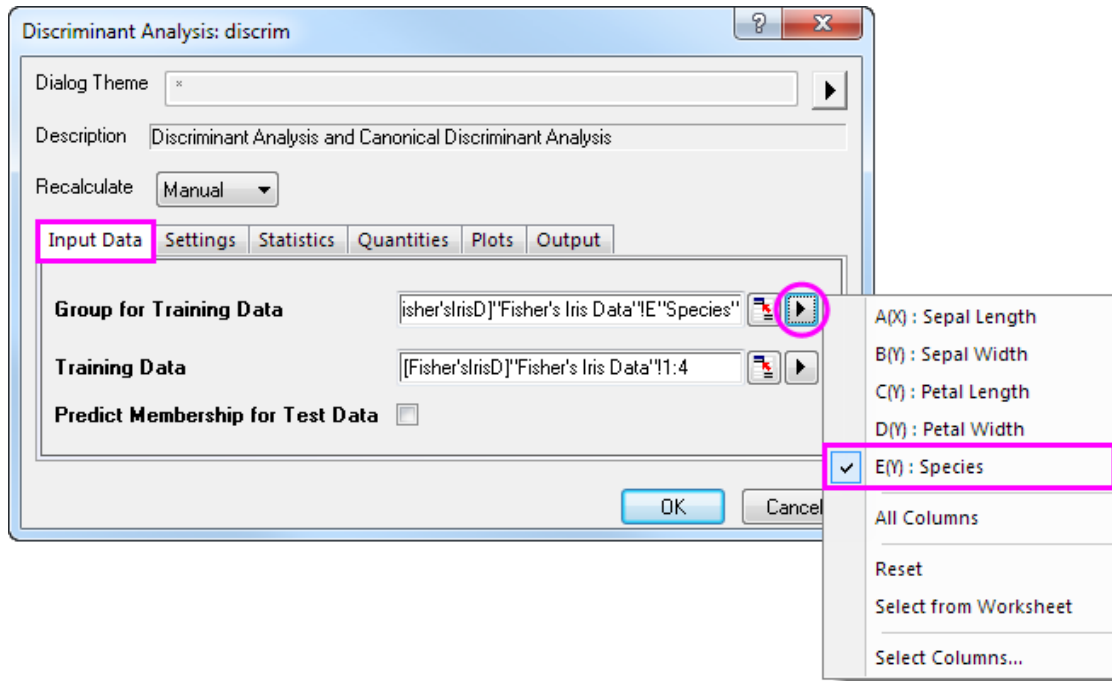 Discriminant Analysis: discrim
Dialog Theme
*
Description Discriminant Analysis and Canonical Discriminant Analysis
Recalculate Manual
Input Data Settings Statistics Quantities Plots Output
Group for Training Data isher'sIrisD]"Fisher's Iris Data"!E"Species"
Training Data [Fisher'sIrisD]"Fisher's Iris Data"!1:4
Predict Membership for Test Data
OK Cancel
A(X) : Sepal Length
B(Y) : Sepal Width
C(Y) : Petal Length
D(Y) : Petal Width
E(Y) : Species
All Columns
Reset
Select from Worksheet
Select Columns...